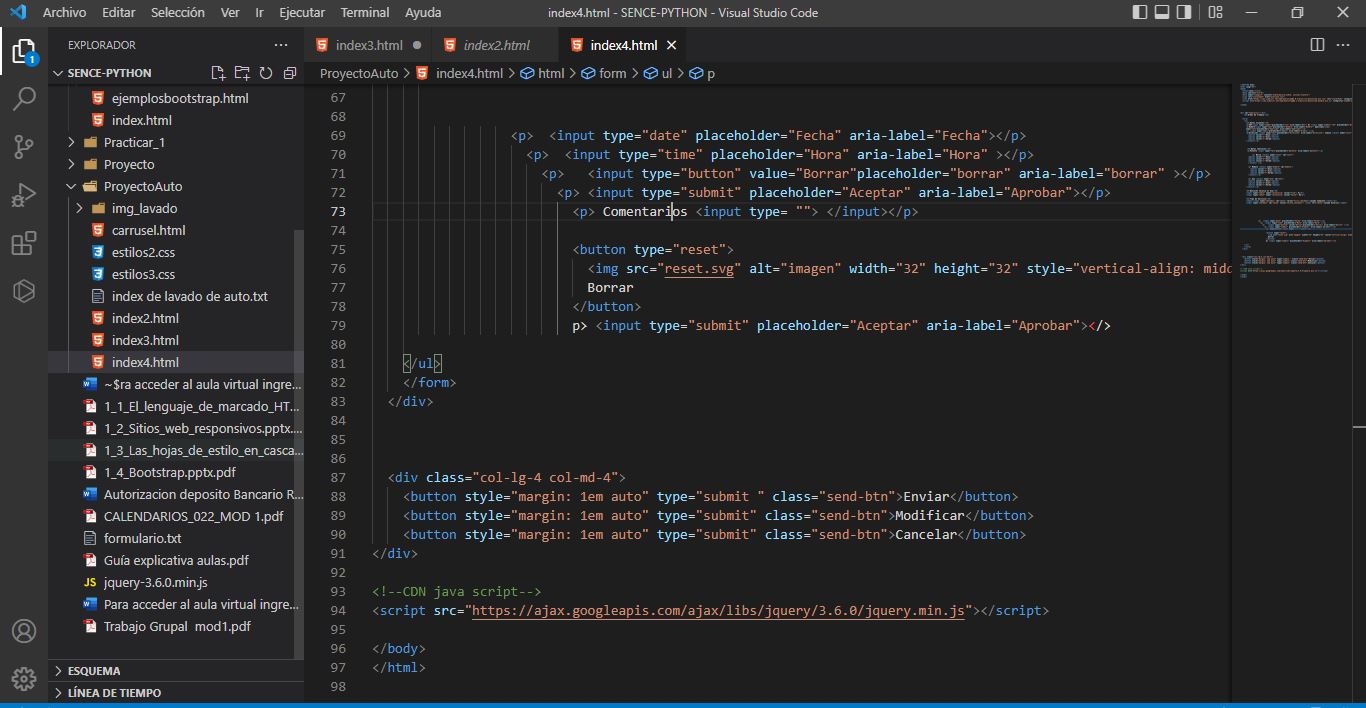 Archivo Editar Selección Ver Ir Ejecutar Terminal Ayuda index4.html - SENCE-PYTHON - Visual Studio Code
EXPLORADOR
SENCE-PYTHON
ejemplosbootstrap.html
index.html
Practicar_1
Proyecto
ProyectoAuto
img_lavado
carrusel.html
estilos2.css
estilos3.css
index de lavado de auto.txt
index2.html
index3.html
index4.html
~$ra acceder al aula virtual ingre...
1_1_El_lenguaje_de_marcado_HT...
1_2_Sitios_web_responsivos.pptx....
1_3_Las_hojas_de_estilo_en_casca...
1_4_Bootstrap.pptx.pdf
Autorizacion deposito Bancario R...
CALENDARIOS_022_MOD 1.pdf
formulario.txt
Guía explicativa aulas.pdf
JS jquery-3.6.0.min.js
Para acceder al aula virtual ingre...
Trabajo Grupal mod1.pdf
ESQUEMA
LÍNEA DE TIEMPO
1
index3.html index2.html index4.html
ProyectoAuto > index4.html > html > form > ul > p
67
68
69 <p> <input type="date" placeholder="Fecha" aria-label="Fecha"></p>
70 <p> <input type="time" placeholder="Hora" aria-label="Hora" ></p>
71 <p> <input type="button" value="Borrar"placeholder="borrar" aria-label="borrar" ></p>
72 <p> <input type="submit" placeholder="Aceptar" aria-label="Aprobar"></p>
73 <p> Comentarios <input type= ""> </input></p>
74
75 <button type="reset">
76 <img src="reset.svg" alt="imagen" width="32" height="32" style="vertical-align: midd
77 Borrar
78 </button>
79 p> <input type="submit" placeholder="Aceptar" aria-label="Aprobar"></>
80
81 </ul>
82 </form>
83 </div>
84
85
86
87 <div class="col-lg-4 col-md-4">
88 <button style="margin: 1em auto" type="submit " class="send-btn">Enviar</button>
89 <button style="margin: 1em auto" type="submit" class="send-btn">Modificar</button>
90 <button style="margin: 1em auto" type="submit" class="send-btn">Cancelar</button>
91 </div>
92
93 <!--CDN java script-->
94 <script src="https://ajax.googleapis.com/ajax/libs/jquery/3.6.0/jquery.min.js"></script>
95
96 </body>
97 </html>
98